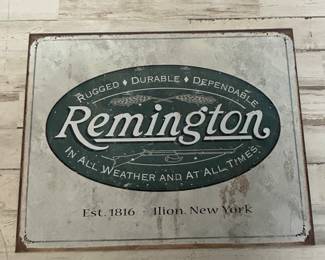 RUGGED ♦ DURABLE ♦ DEPENDABLE
Remington
IN ALL WEATHER AND AT ALL TIMES.
Est. 1816 - Ilion, New York